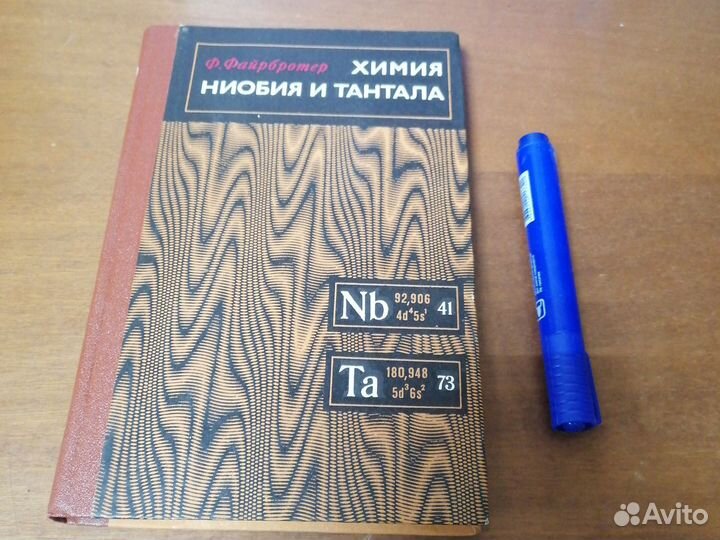 Ф. Файрбротер ХИМИЯ
НИОБИЯ И ТАНТАЛА
Nb 92,906 41
4d⁴5s¹
Ta 180,948 73
5d³6s²
Avito